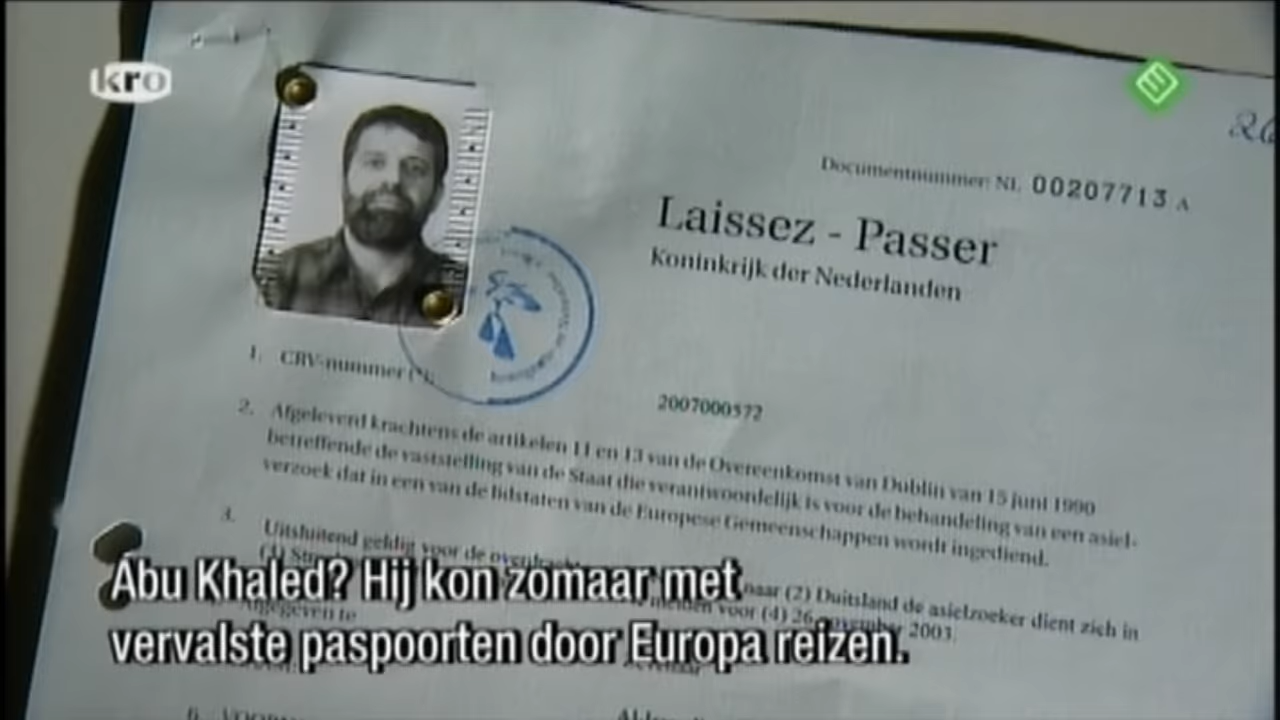 kro
Documentnummer: NL 00207713 A
Laissez - Passer
Koninkrijk der Nederlanden
1. CRV-nummer (*).
2007000572
2. Afgeleverd krachtens de artikelen 11 en 13 van de Overeenkomst van Dublin van 15 juni 1990
betreffende de vaststelling van de Staat die verantwoordelijk is voor de behandeling van een asiel-
verzoek dat in een van de lidstaten van de Europese Gemeenschappen wordt ingediend.
3. Uitsluitend geldig voor de naar (2) Duitsland de asielzoeker dient zich in
melden voor (4) 26 november 2003.
Afgegeven te
Abu Khaled? Hij kon zomaar met
vervalste paspoorten door Europa reizen.